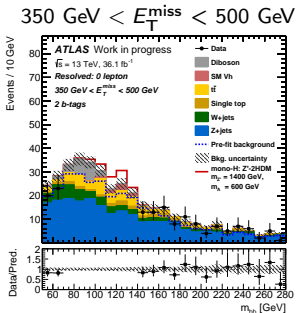 350 GeV < E_T^miss < 500 GeV
Events / 10 GeV
80
70
60
50
40
30
20
10
ATLAS Work in progress
√s = 13 TeV, 36.1 fb⁻¹
Resolved: 0 lepton
350 GeV < E_T^miss < 500 GeV
2 b-tags
Data
Diboson
SM Vh
tt̄
Single top
W+jets
Z+jets
Pre-fit background
Bkg. uncertainty
mono-H: Z'-2HDM
m_Z' = 1400 GeV
m_A = 600 GeV
Data/Pred.
2
1.5
1
0.5
0
60 80 100 120 140 160 180 200 220 240 260 280
m_bb [GeV]